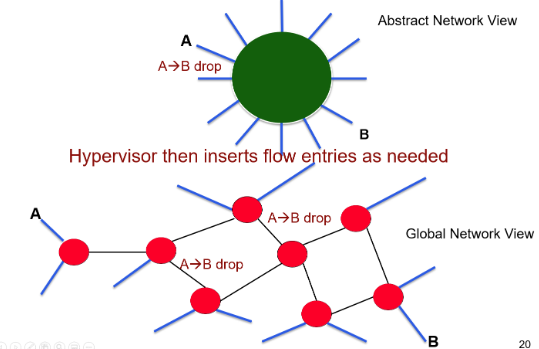 Abstract Network View
A
A→B drop
B
Hypervisor then inserts flow entries as needed
A
A→B drop
Global Network View
A→B drop
B
20